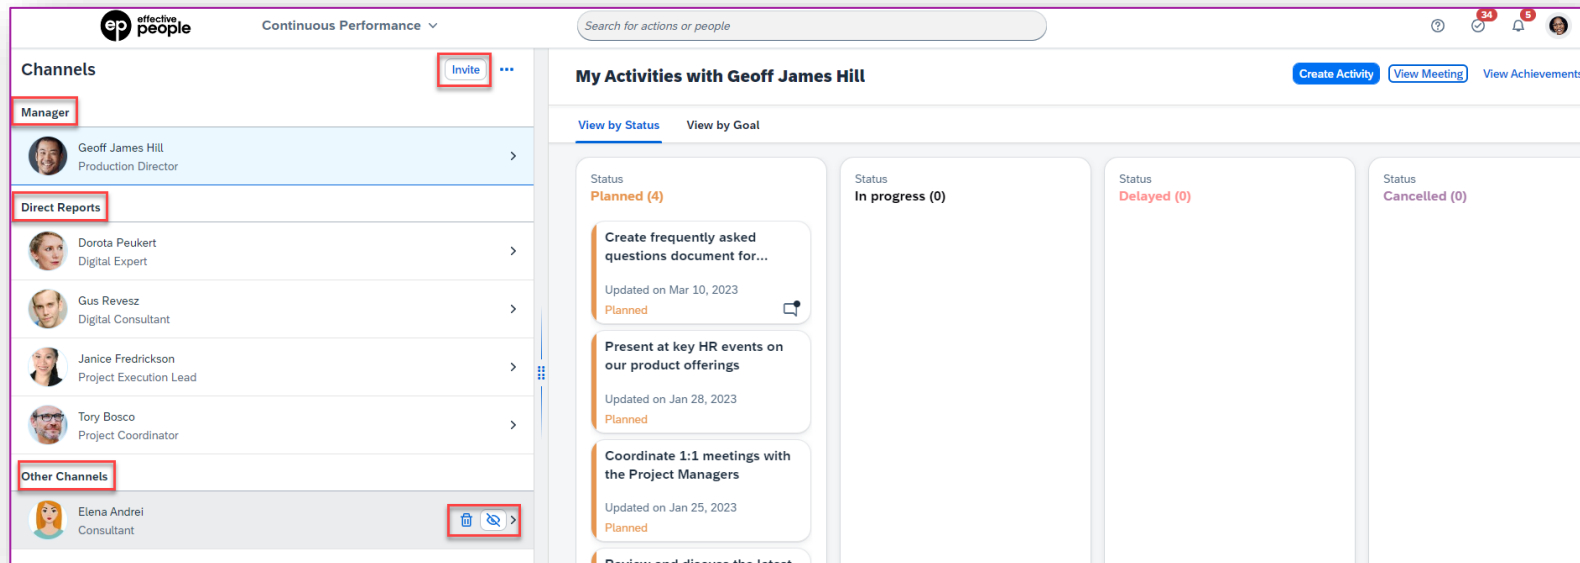 ep effective people
Continuous Performance
Search for actions or people
34
5
Channels
Invite
Manager
Geoff James Hill
Production Director
Direct Reports
Dorota Peukert
Digital Expert
Gus Revesz
Digital Consultant
Janice Fredrickson
Project Execution Lead
Tory Bosco
Project Coordinator
Other Channels
Elena Andrei
Consultant
My Activities with Geoff James Hill
Create Activity
View Meeting
View Achievements
View by Status
View by Goal
Status
Planned (4)
Create frequently asked
questions document for...
Updated on Mar 10, 2023
Planned
Present at key HR events on
our product offerings
Updated on Jan 28, 2023
Planned
Coordinate 1:1 meetings with
the Project Managers
Updated on Jan 25, 2023
Planned
Review and discuss the latest
Status
In progress (0)
Status
Delayed (0)
Status
Cancelled (0)